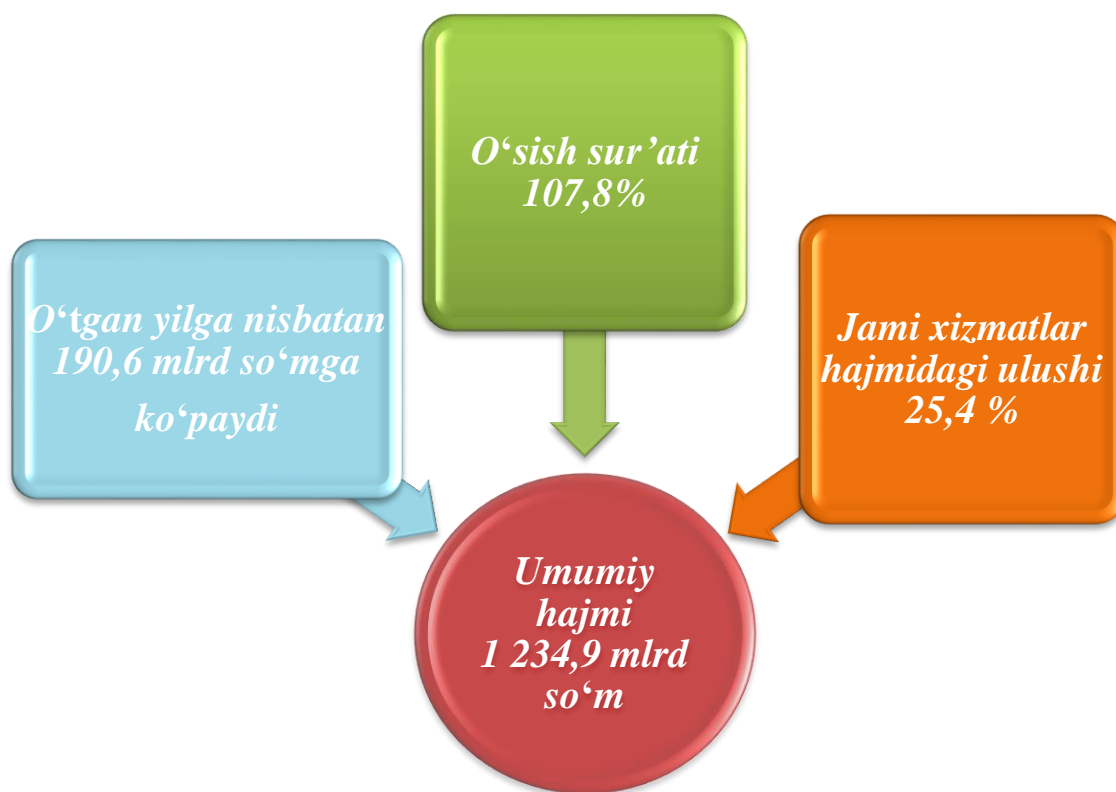 O‘sish sur’ati
107,8%
O‘tgan yilga nisbatan
190,6 mlrd so‘mga
ko‘paydi
Jami xizmatlar
hajmidagi ulushi
25,4 %
Umumiy
hajmi
1 234,9 mlrd
so‘m